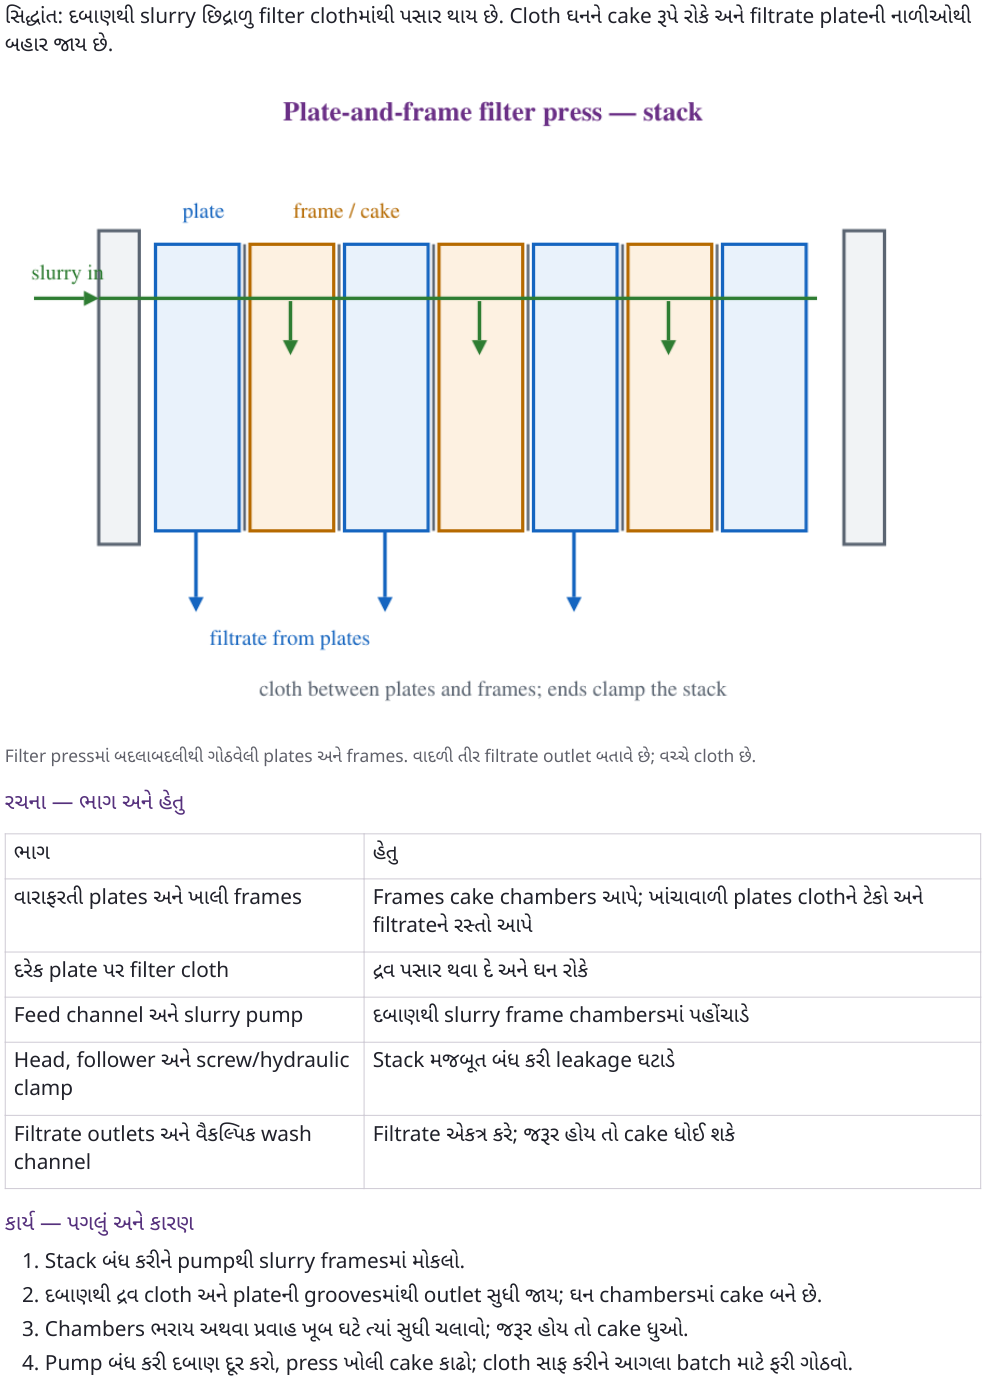 સિદ્ધાંત: દબાણથી slurry છિદ્રાળુ filter clothમાંથી પસાર થાય છે. Cloth ઘનને cake રૂપે રોકે અને filtrate plateની નાળીઓથી
બહાર જાય છે.
Plate-and-frame filter press — stack
plate
frame / cake
slurry in
filtrate from plates
cloth between plates and frames; ends clamp the stack
Filter pressમાં બદલાબદલીથી ગોઠવેલી plates અને frames. વાદળી તીર filtrate outlet બતાવે છે; વચ્ચે cloth છે.
રચના — ભાગ અને હેતુ
ભાગ
હેતુ
વારાફરતી plates અને ખાલી frames
Frames cake chambers આપે; ખાંચાવાળી plates clothને ટેકો અને
filtrateને રસ્તો આપે
દરેક plate પર filter cloth
દ્રવ પસાર થવા દે અને ઘન રોકે
Feed channel અને slurry pump
દબાણથી slurry frame chambersમાં પહોંચાડે
Head, follower અને screw/hydraulic
clamp
Stack મજબૂત બંધ કરી leakage ઘટાડે
Filtrate outlets અને વૈકલ્પિક wash
channel
Filtrate એકત્ર કરે; જરૂર હોય તો cake ધોઈ શકે
કાર્ય — પગલું અને કારણ
1. Stack બંધ કરીને pumpથી slurry framesમાં મોકલો.
2. દબાણથી દ્રવ cloth અને plateની groovesમાંથી outlet સુધી જાય; ઘન chambersમાં cake બને છે.
3. Chambers ભરાય અથવા પ્રવાહ ખૂબ ઘટે ત્યાં સુધી ચલાવો; જરૂર હોય તો cake ધુઓ.
4. Pump બંધ કરી દબાણ દૂર કરો, press ખોલી cake કાઢો; cloth સાફ કરીને આગલા batch માટે ફરી ગોઠવો.